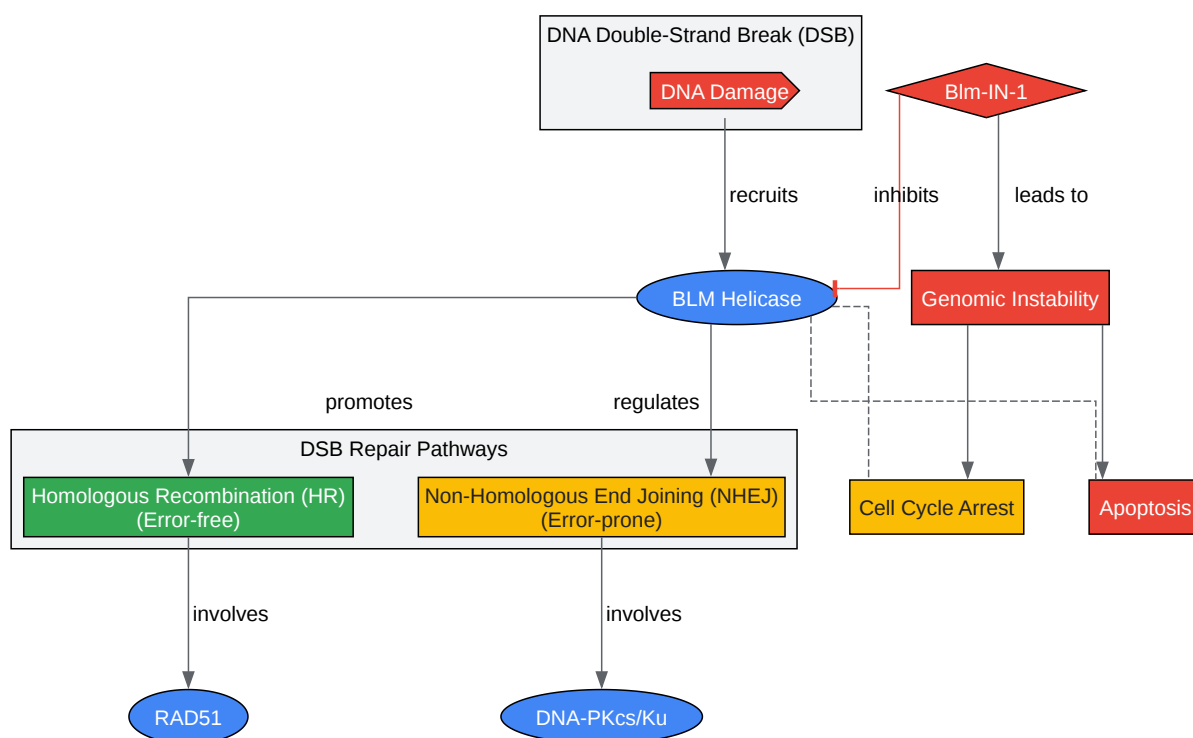 DNA Double-Strand Break (DSB)
DNA Damage
Blm-IN-1
recruits
inhibits
leads to
BLM Helicase
Genomic Instability
promotes
regulates
DSB Repair Pathways
Homologous Recombination (HR)
(Error-free)
Non-Homologous End Joining (NHEJ)
(Error-prone)
Cell Cycle Arrest
Apoptosis
involves
involves
RAD51
DNA-PKcs/Ku